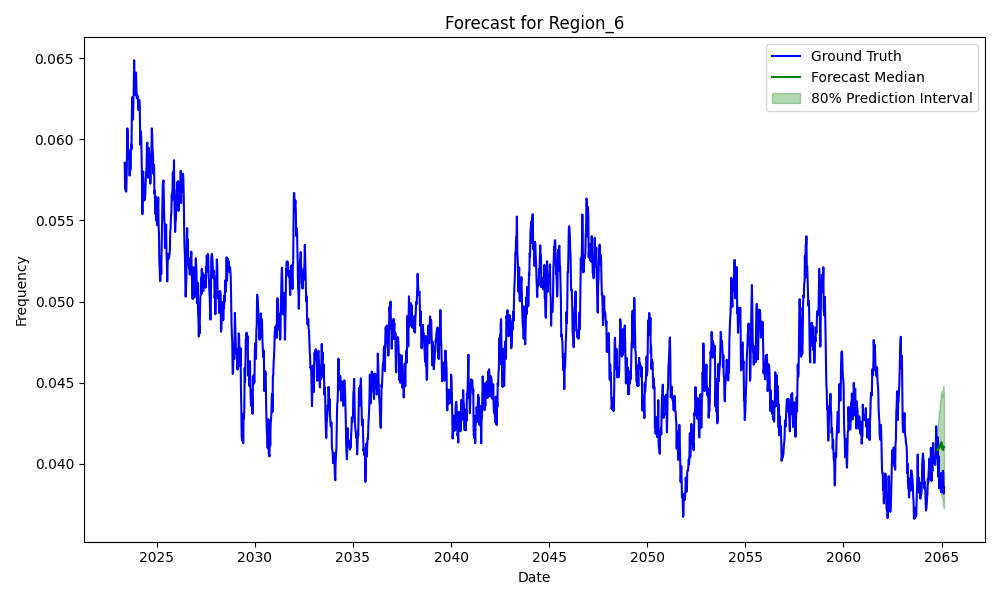 Forecast for Region_6
Ground Truth
Forecast Median
80% Prediction Interval
Frequency
0.065
0.060
0.055
0.050
0.045
0.040
2025 2030 2035 2040 2045 2050 2055 2060 2065
Date